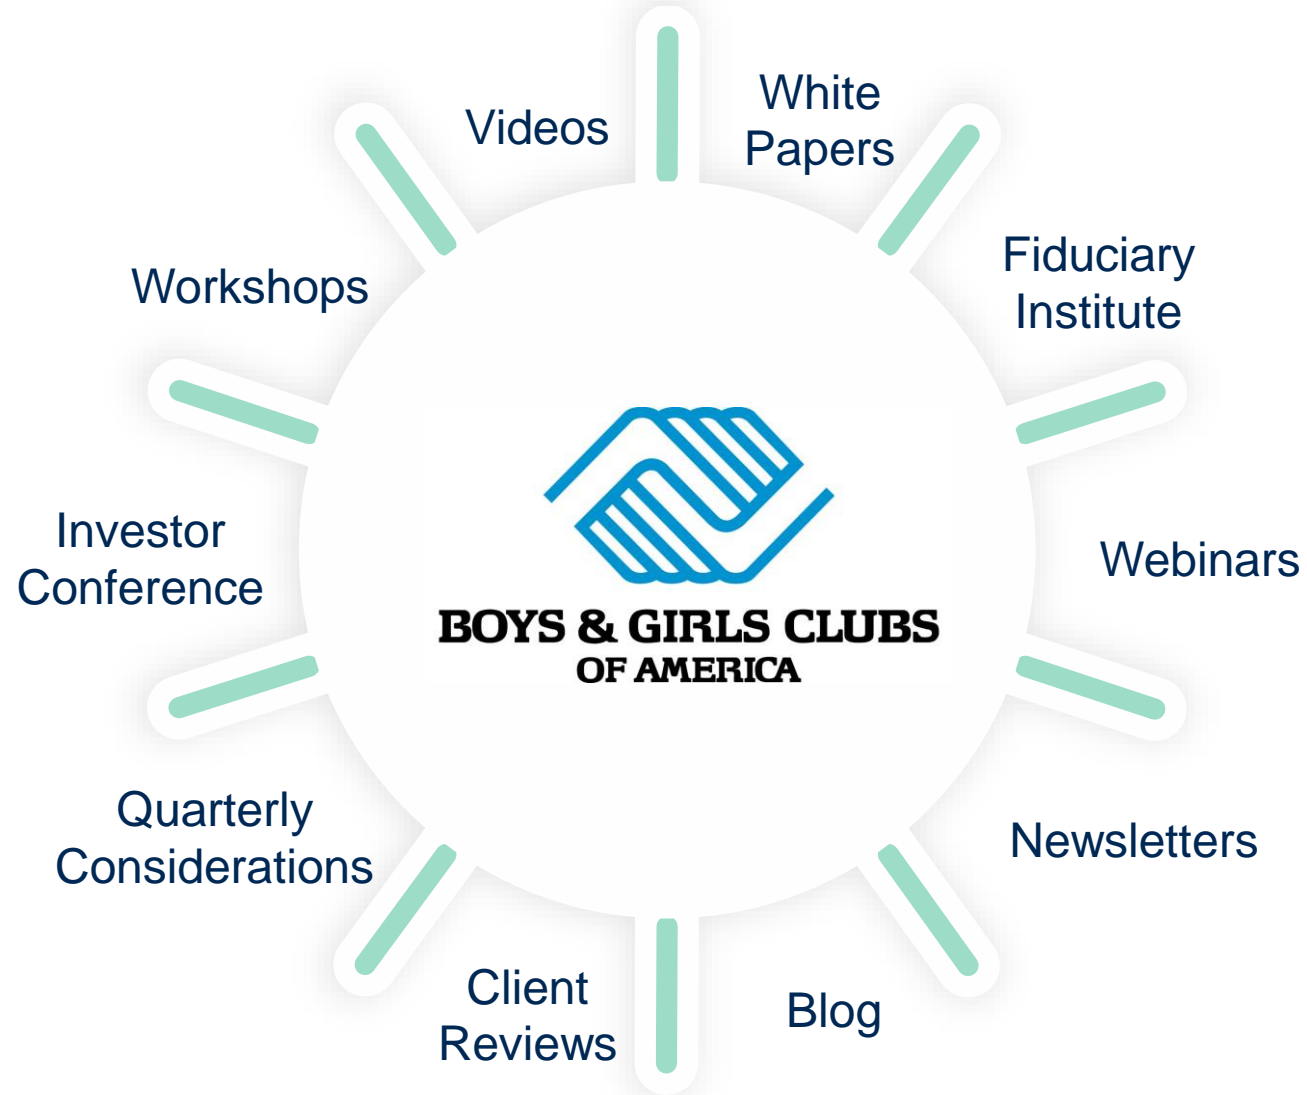 White
Papers
Fiduciary
Institute
Webinars
Newsletters
Blog
Client
Reviews
Quarterly
Considerations
Investor
Conference
Workshops
Videos
BOYS & GIRLS CLUBS
OF AMERICA